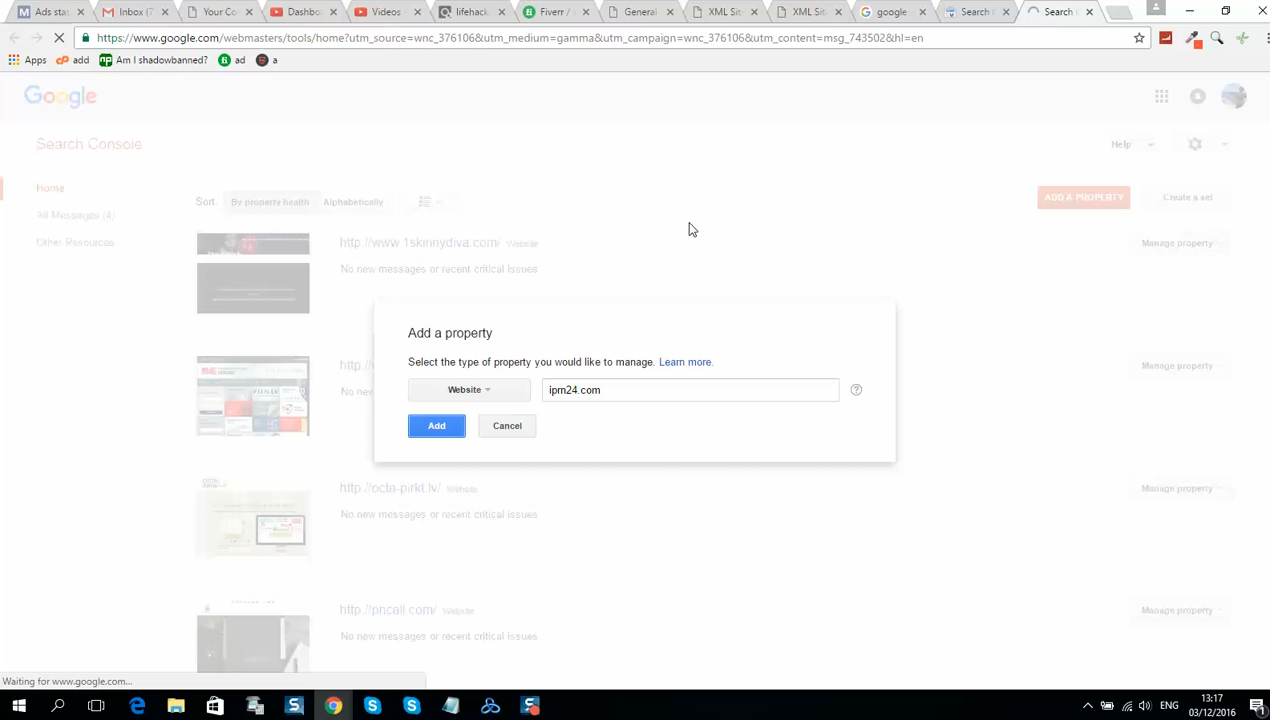 Ads stat
Inbox (7
Your Co
Dashbo
Videos
lifehack
Fiverr /
General
XML Sit
XML Sit
google
Search
Search
https://www.google.com/webmasters/tools/home?utm_source=wnc_376106&utm_medium=gamma&utm_campaign=wnc_376106&utm_content=msg_743502&hl=en
Apps
add
Am I shadowbanned?
ad
a
Google
Search Console
Help
Home
All Messages (4)
Other Resources
Sort.
By property health
Alphabetically
ADD A PROPERTY
Create a set
http://www.1skinnydiva.com/ Website
Manage property
No new messages or recent critical issues
Add a property
Select the type of property you would like to manage. Learn more.
Website
iprn24.com
Add
Cancel
Manage property
http://octa-pirkt.lv/ Website
Manage property
No new messages or recent critical issues
http://pricall.com/ Website
Manage property
No new messages or recent critical issues
Waiting for www.google.com...
ENG
13:17
03/12/2016